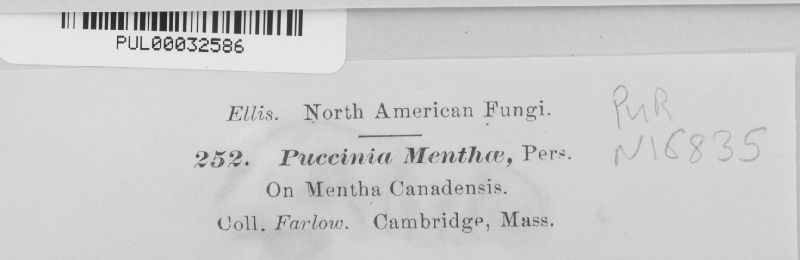 PUL00032586
Ellis. North American Fungi.
252. Puccinia Menthæ, Pers.
On Mentha Canadensis.
Coll. Farlow. Cambridge, Mass.
PUR
N16835